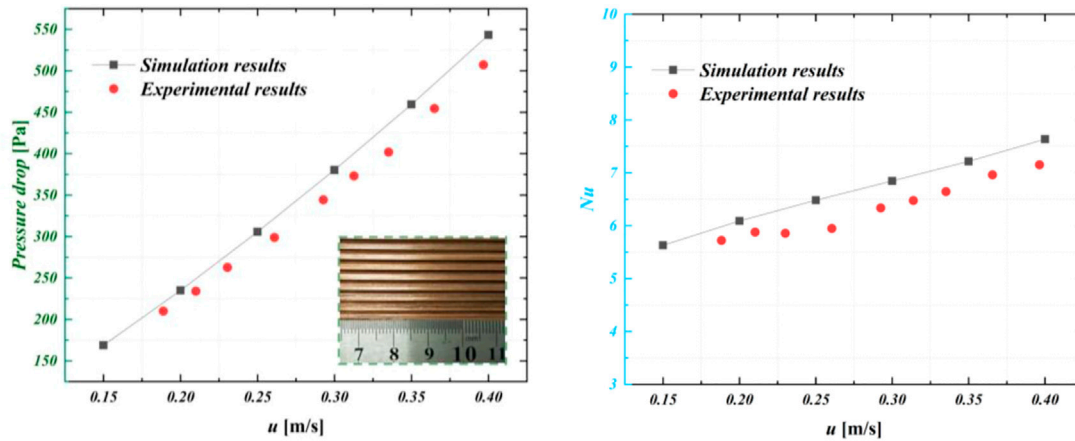 550
500
450
400
350
300
250
200
150
Pressure drop [Pa]
Simulation results
Experimental results
7 8 9 10 11
0.15 0.20 0.25 0.30 0.35 0.40
u [m/s]
10
9
8
7
6
5
4
3
Nu
Simulation results
Experimental results
0.15 0.20 0.25 0.30 0.35 0.40
u [m/s]